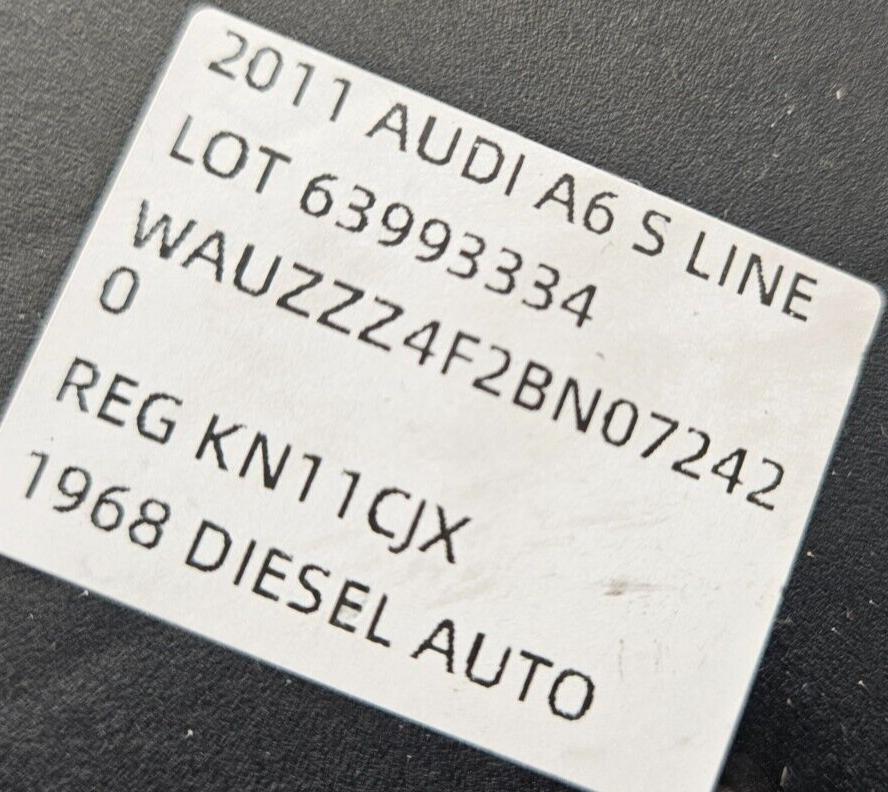 2011 AUDI A6 S LINE
LOT 63993334
WAUZZZ4F2BN07242
0
REG KN11CJX
1968 DIESEL AUTO